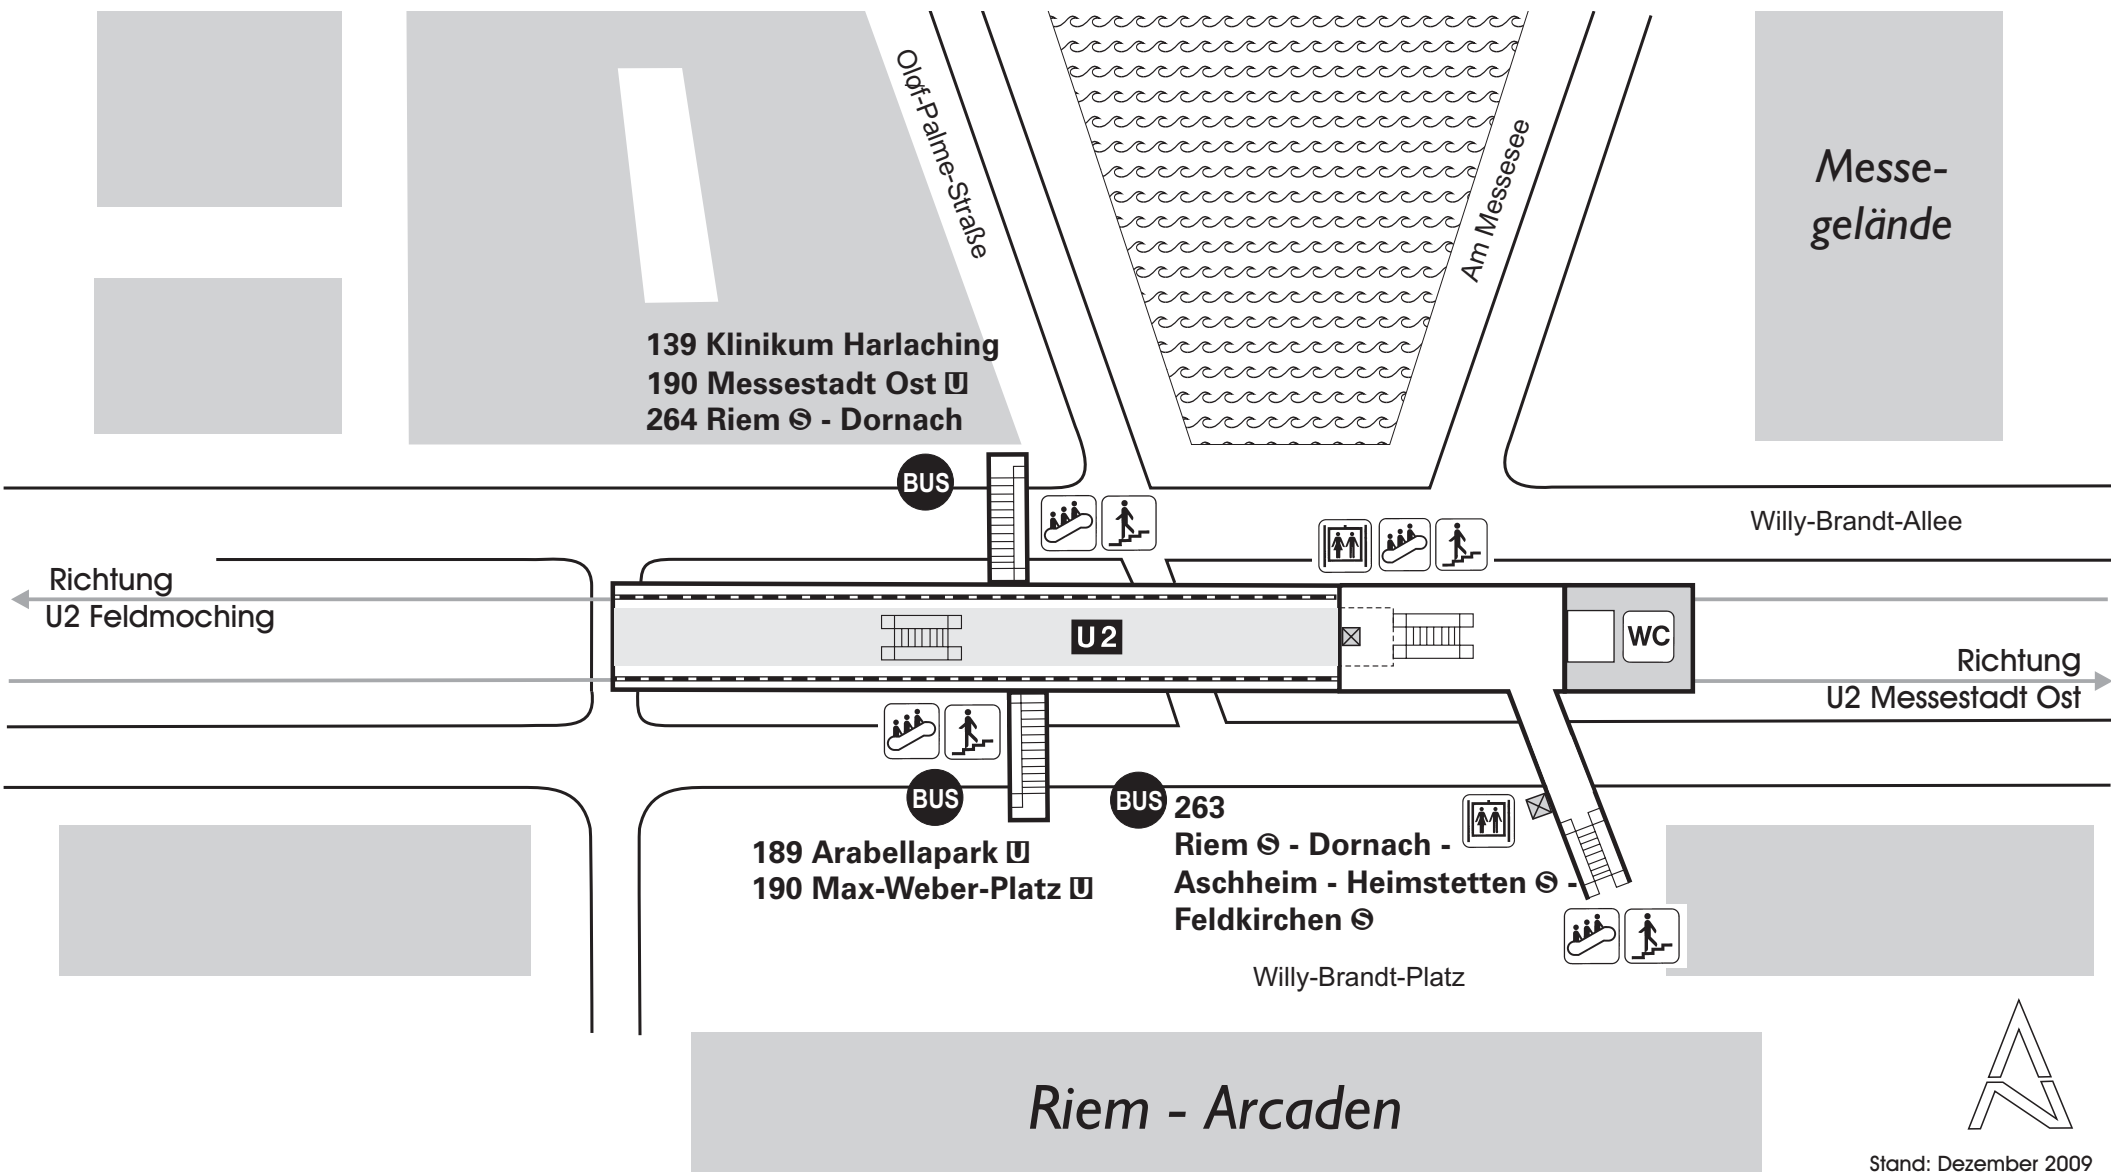 Olof-Palme-Straße
Am Messesee
Messe-
gelände
139 Klinikum Harlaching
190 Messestadt Ost U
264 Riem S - Dornach
BUS
Willy-Brandt-Allee
Richtung
U2 Feldmoching
U2
WC
Richtung
U2 Messestadt Ost
BUS
189 Arabellapark U
190 Max-Weber-Platz U
BUS
263
Riem S - Dornach -
Aschheim - Heimstetten S -
Feldkirchen S
Willy-Brandt-Platz
Riem - Arcaden
N
Stand: Dezember 2009